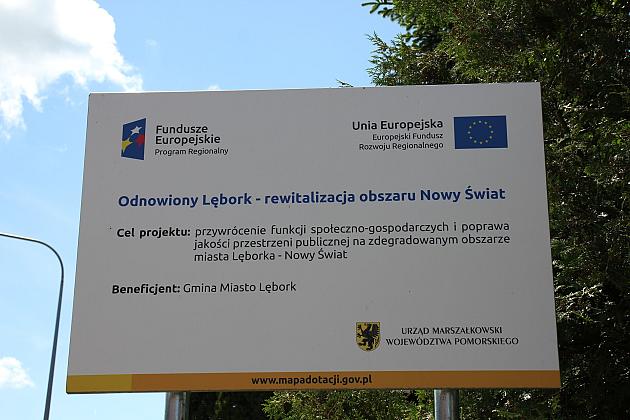 Fundusze
Europejskie
Program Regionalny
Unia Europejska
Europejski Fundusz
Rozwoju Regionalnego
Odnowiony Lębork - rewitalizacja obszaru Nowy Świat
Cel projektu: przywrócenie funkcji społeczno-gospodarczych i poprawa
jakości przestrzeni publicznej na zdegradowanym obszarze
miasta Lęborka - Nowy Świat
Beneficjent: Gmina Miasto Lębork
URZĄD MARSZAŁKOWSKI
WOJEWÓDZTWA POMORSKIEGO
www.mapadotacji.gov.pl